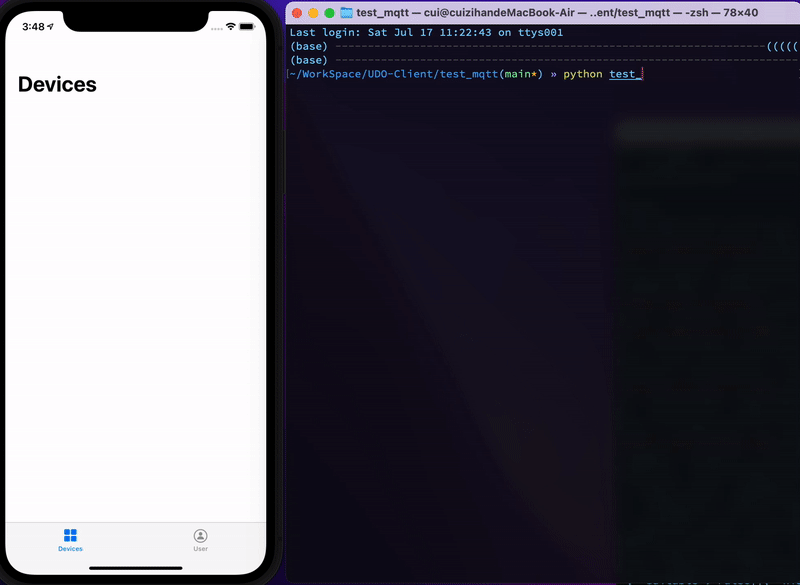 3:48
Devices
Devices
User
test_mqtt — cui@cuizihandeMacBook-Air — ..ent/test_mqtt — -zsh — 78×40
Last login: Sat Jul 17 11:22:43 on ttys001
(base) --------------------------------------------------------------(((((
(base) --------------------------------------------------------------------
[~/WorkSpace/UDO-Client/test_mqtt(main*) » python test_